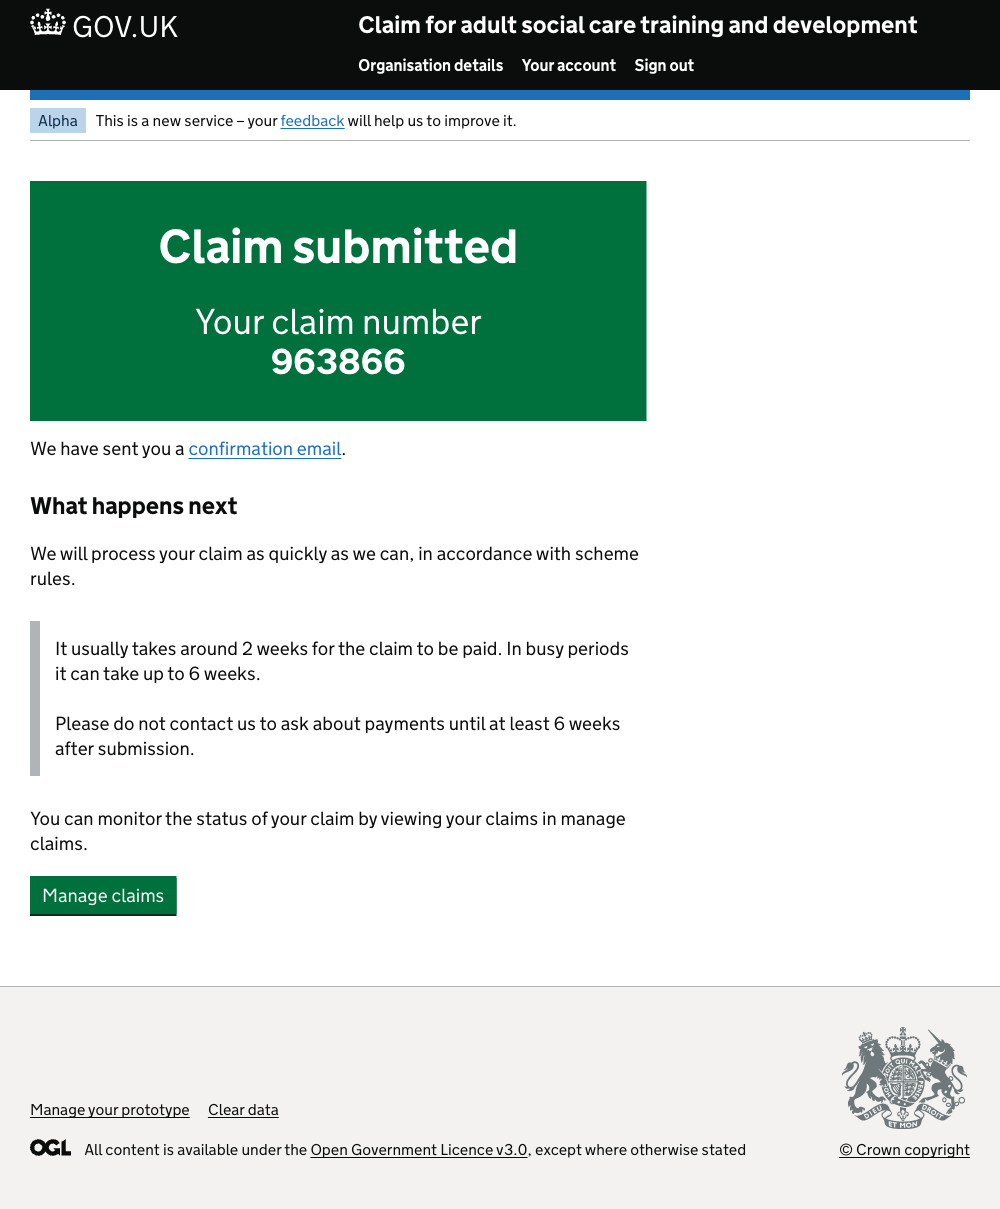 GOV.UK
Claim for adult social care training and development
Organisation details Your account Sign out
Alpha This is a new service – your feedback will help us to improve it.
Claim submitted
Your claim number
963866
We have sent you a confirmation email.
What happens next
We will process your claim as quickly as we can, in accordance with scheme
rules.
It usually takes around 2 weeks for the claim to be paid. In busy periods
it can take up to 6 weeks.
Please do not contact us to ask about payments until at least 6 weeks
after submission.
You can monitor the status of your claim by viewing your claims in manage
claims.
Manage claims
Manage your prototype Clear data
DIEU ET MON DROIT
OGL All content is available under the Open Government Licence v3.0, except where otherwise stated
© Crown copyright